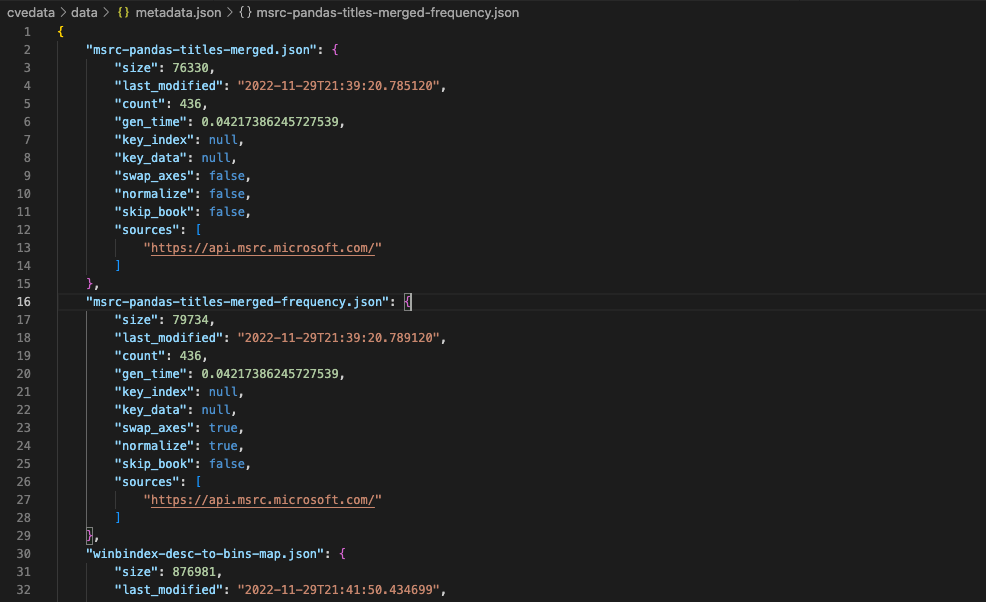 cvedata > data > {} metadata.json > {} msrc-pandas-titles-merged-frequency.json
1 {
2 "msrc-pandas-titles-merged.json": {
3 "size": 76330,
4 "last_modified": "2022-11-29T21:39:20.785120",
5 "count": 436,
6 "gen_time": 0.04217386245727539,
7 "key_index": null,
8 "key_data": null,
9 "swap_axes": false,
10 "normalize": false,
11 "skip_book": false,
12 "sources": [
13 "https://api.msrc.microsoft.com/"
14 ]
15 },
16 "msrc-pandas-titles-merged-frequency.json": {
17 "size": 79734,
18 "last_modified": "2022-11-29T21:39:20.789120",
19 "count": 436,
20 "gen_time": 0.04217386245727539,
21 "key_index": null,
22 "key_data": null,
23 "swap_axes": true,
24 "normalize": true,
25 "skip_book": false,
26 "sources": [
27 "https://api.msrc.microsoft.com/"
28 ]
29 },
30 "winbindex-desc-to-bins-map.json": {
31 "size": 876981,
32 "last_modified": "2022-11-29T21:41:50.434699",